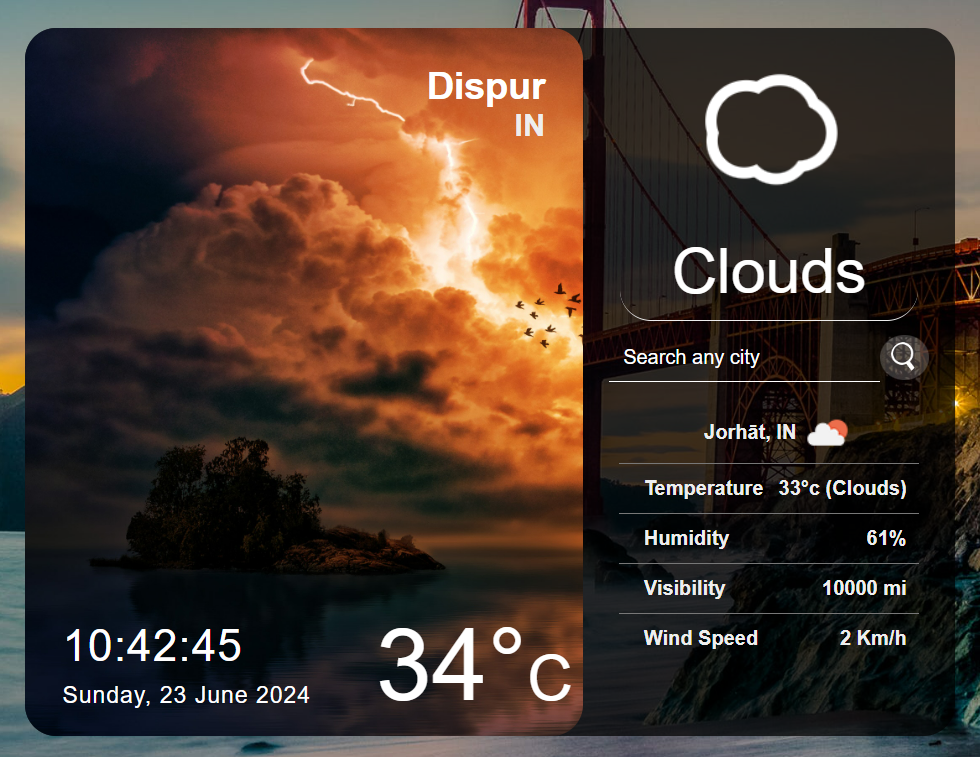 Dispur
IN
10:42:45
Sunday, 23 June 2024
34°C
Clouds
Search any city
Jorhāt, IN
Temperature 33°c (Clouds)
Humidity 61%
Visibility 10000 mi
Wind Speed 2 Km/h